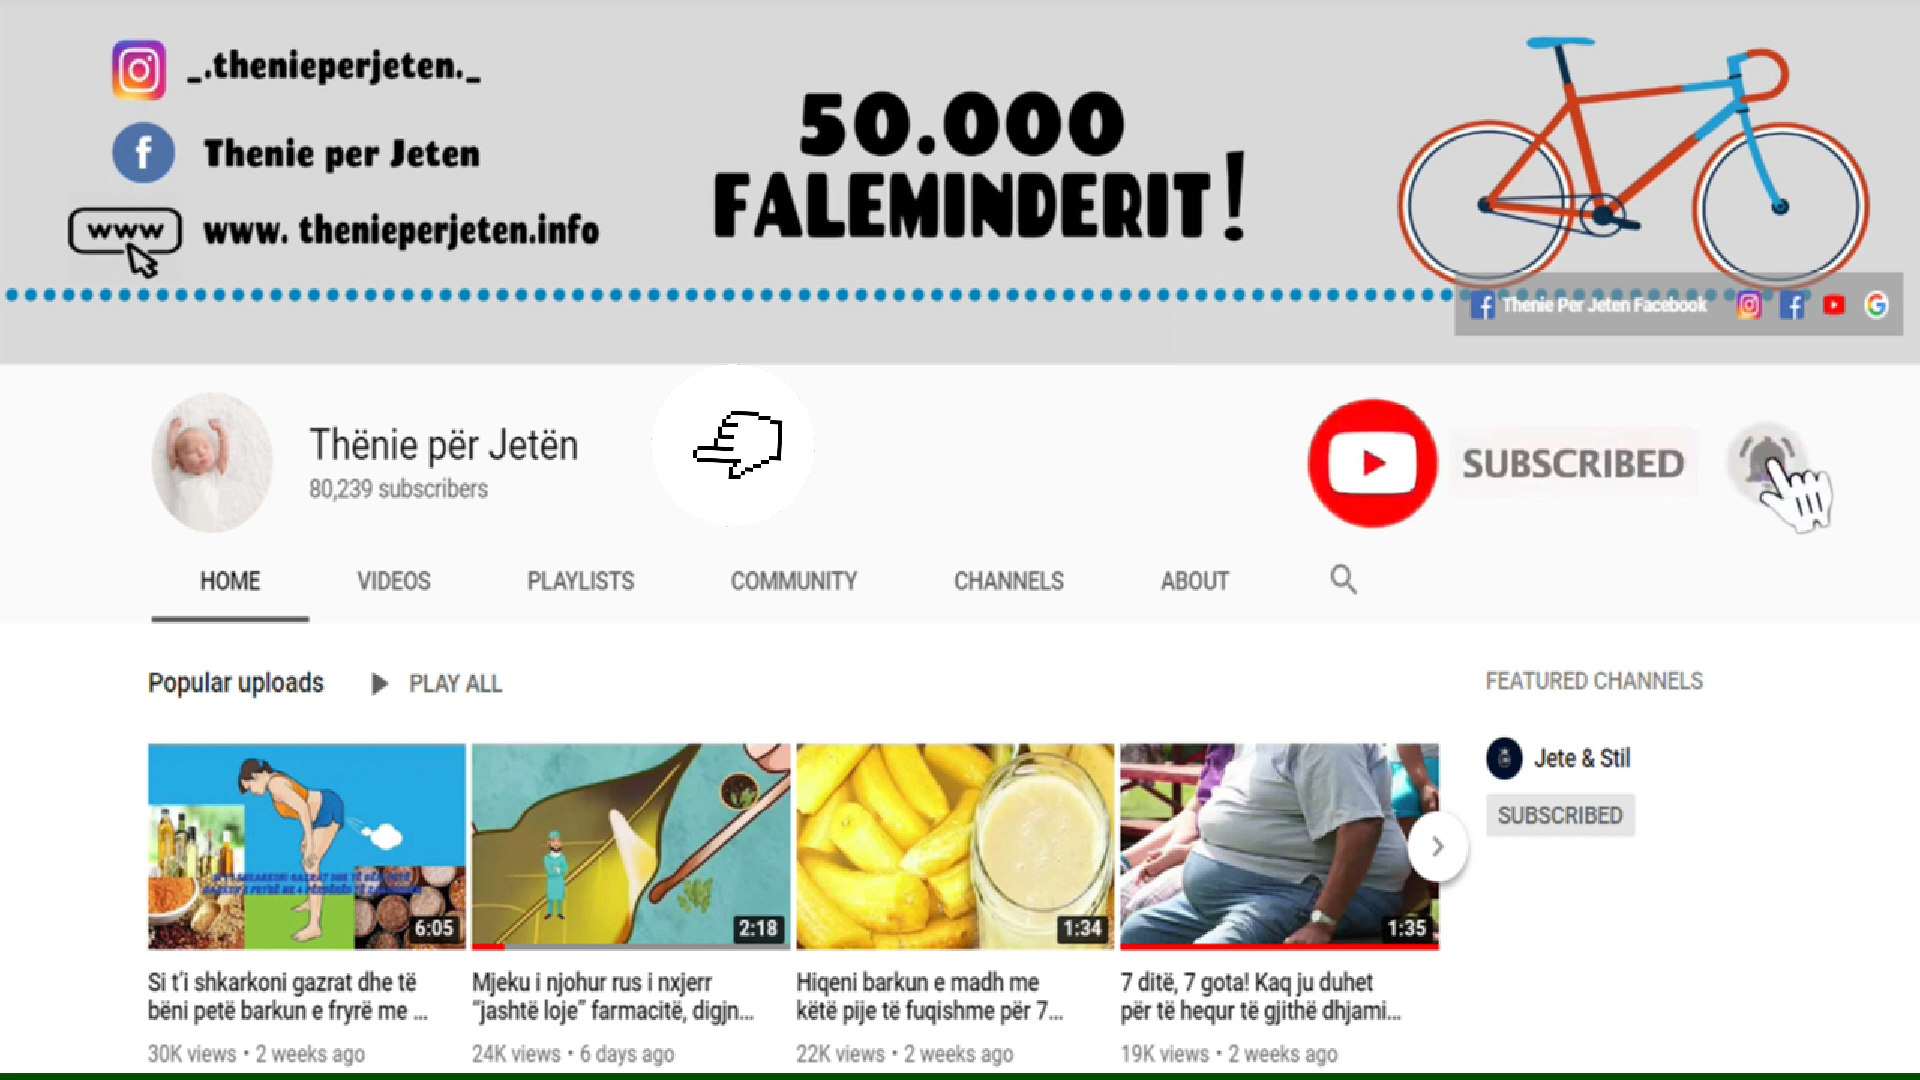 _.thenieperjeten._
Thenie per Jeten
www
www. thenieperjeten.info
50.000
FALEMINDERIT!
Thenie Per Jeten Facebook
Thënie për Jetën
80,239 subscribers
SUBSCRIBED
HOME
VIDEOS
PLAYLISTS
COMMUNITY
CHANNELS
ABOUT
Popular uploads
PLAY ALL
FEATURED CHANNELS
Jete & Stil
SUBSCRIBED
6:05
Si t'i shkarkoni gazrat dhe të
bëni petë barkun e fryrë me ...
30K views • 2 weeks ago
2:18
Mjeku i njohur rus i nxjerr
“jashtë loje” farmacitë, digjn...
24K views • 6 days ago
1:34
Hiqeni barkun e madh me
këtë pije të fuqishme për 7...
22K views • 2 weeks ago
1:35
7 ditë, 7 gota! Kaq ju duhet
për të hequr të gjithë dhjami...
19K views • 2 weeks ago